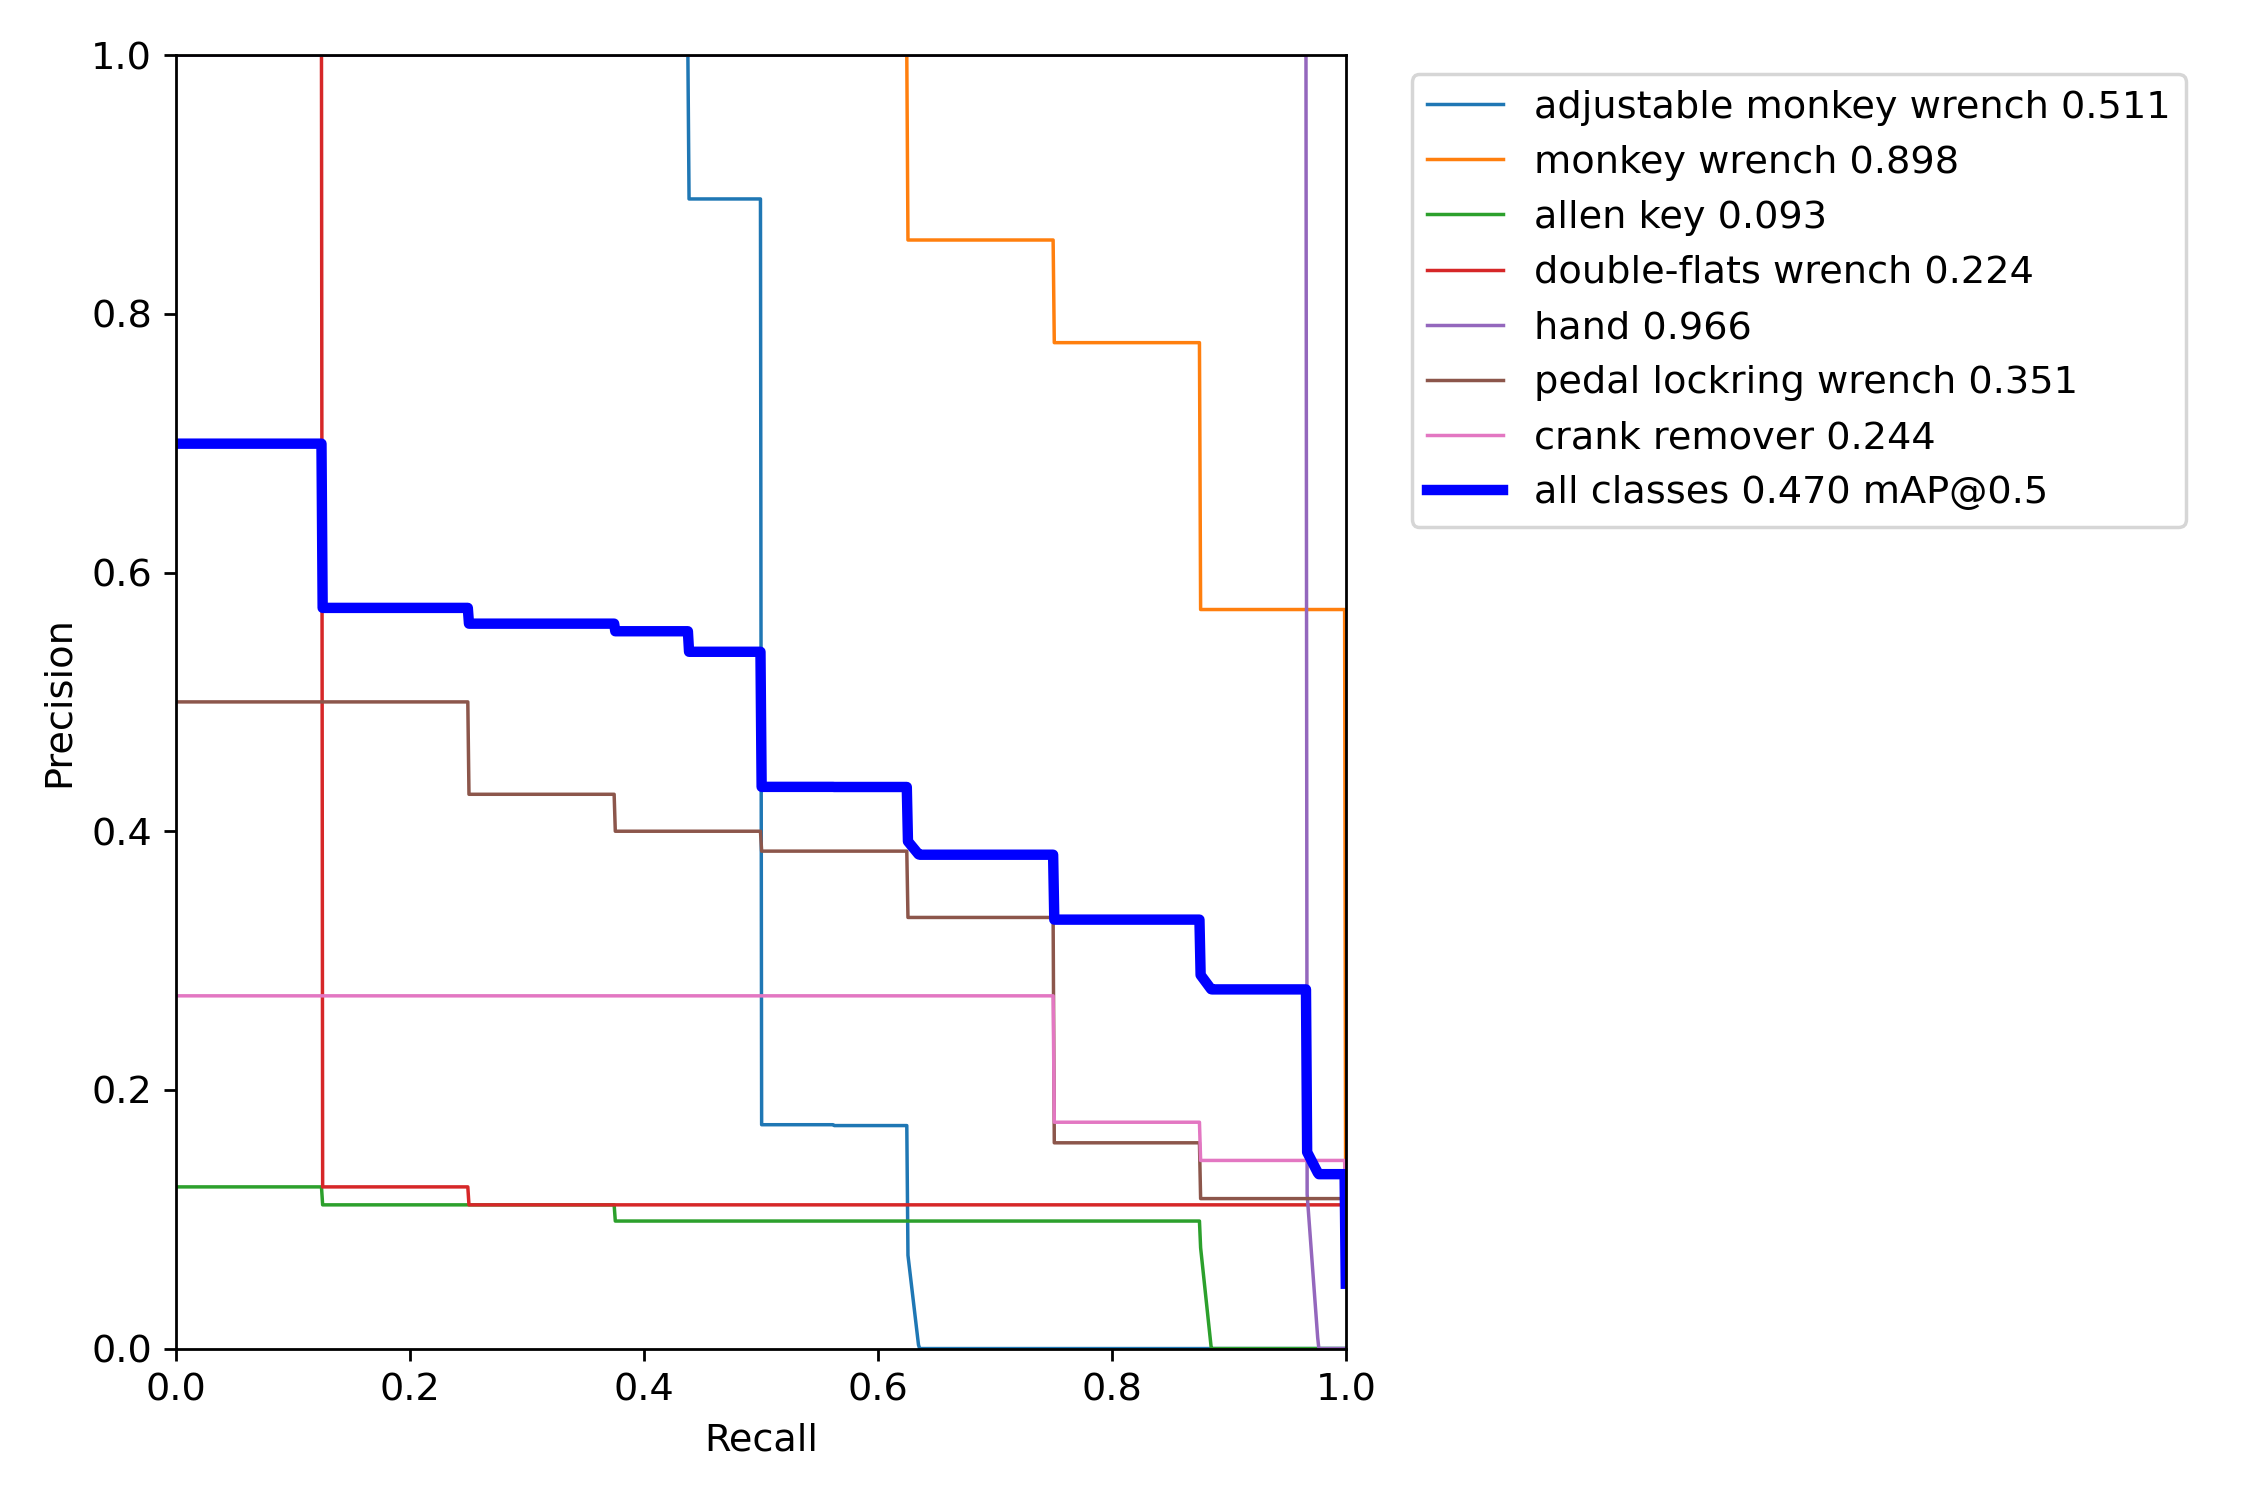 1.0
0.8
0.6
0.4
0.2
0.0
Precision
0.0 0.2 0.4 0.6 0.8 1.0
Recall
adjustable monkey wrench 0.511
monkey wrench 0.898
allen key 0.093
double-flats wrench 0.224
hand 0.966
pedal lockring wrench 0.351
crank remover 0.244
all classes 0.470 mAP@0.5